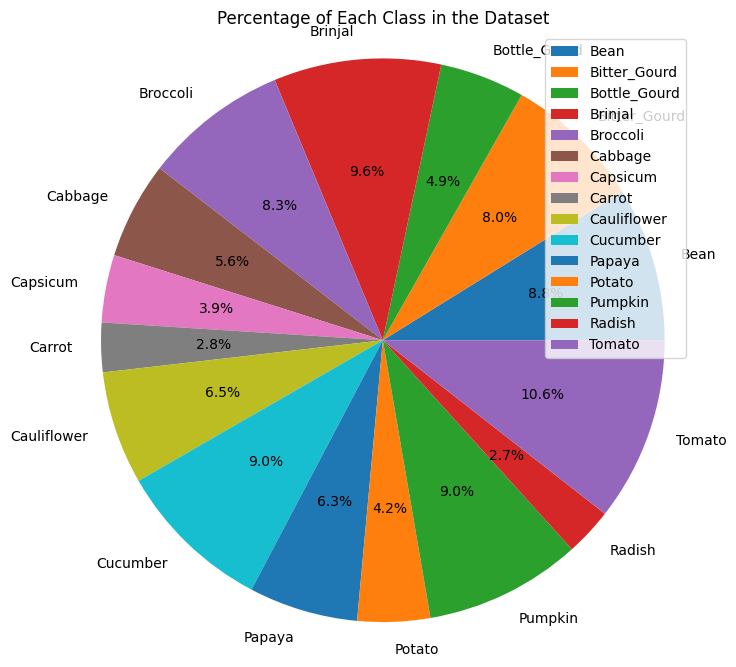 Percentage of Each Class in the Dataset
Brinjal
Bottle_Gourd
Broccoli
Bitter_Gourd
Cabbage
Bean
Capsicum
Carrot
Cauliflower
Tomato
Cucumber
Radish
Papaya
Pumpkin
Potato
9.6%
4.9%
8.3%
8.0%
5.6%
8.8%
3.9%
2.8%
6.5%
10.6%
9.0%
2.7%
6.3%
9.0%
4.2%
Bean
Bitter_Gourd
Bottle_Gourd
Brinjal
Broccoli
Cabbage
Capsicum
Carrot
Cauliflower
Cucumber
Papaya
Potato
Pumpkin
Radish
Tomato